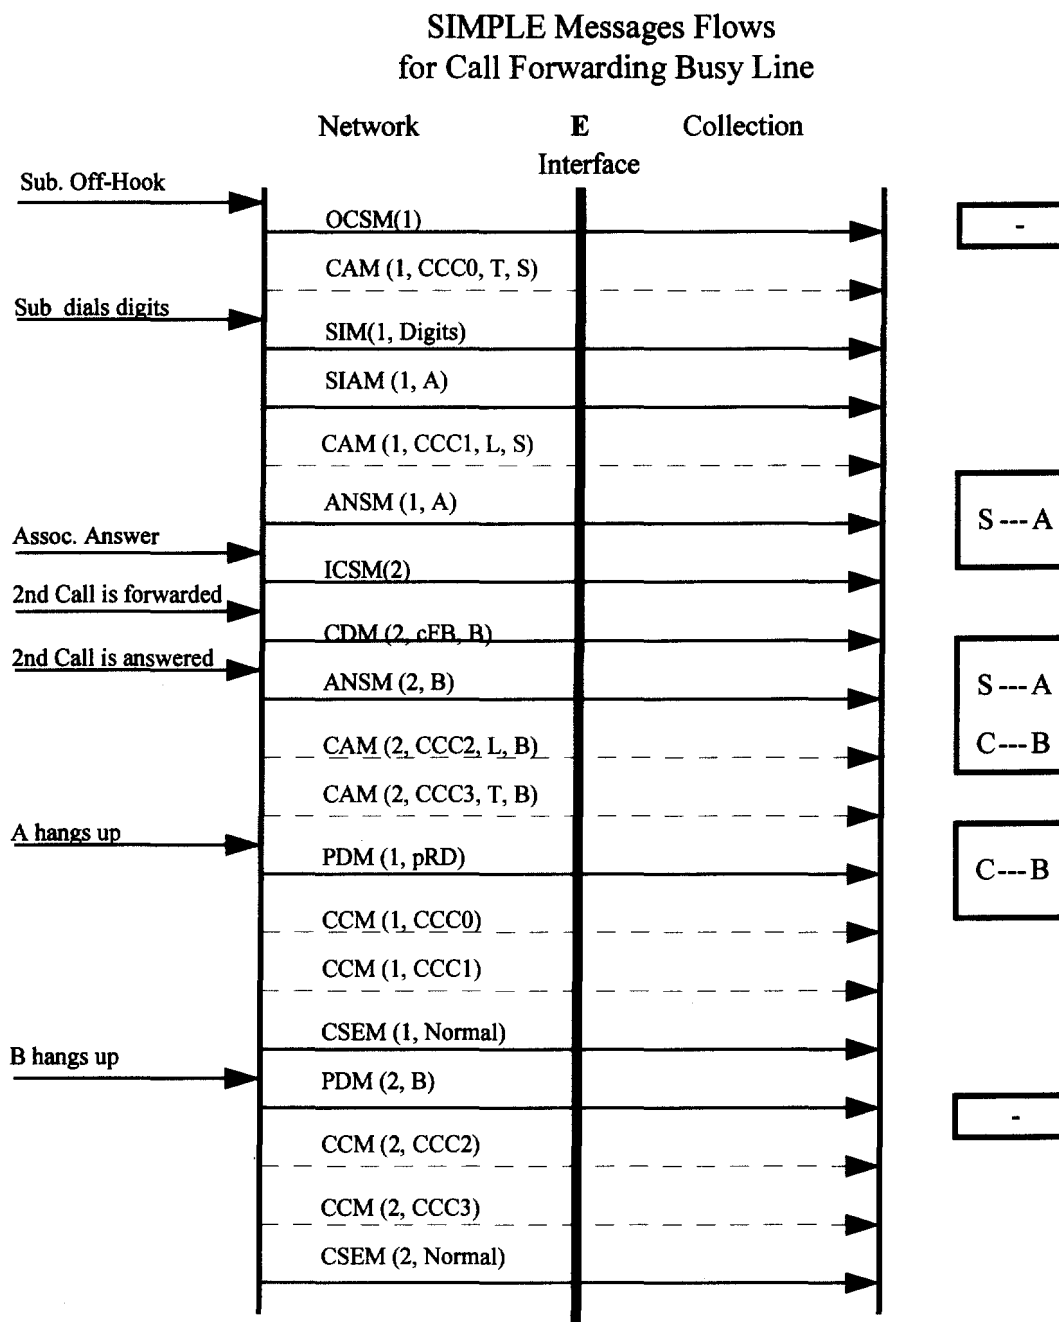 SIMPLE Messages Flows
for Call Forwarding Busy Line
Network E Collection
Interface
Sub. Off-Hook
OCSM(1)
-
CAM (1, CCC0, T, S)
Sub dials digits
SIM(1, Digits)
SIAM (1, A)
CAM (1, CCC1, L, S)
ANSM (1, A)
S --- A
Assoc. Answer
ICSM(2)
2nd Call is forwarded
CDM (2, cFB, B)
2nd Call is answered
ANSM (2, B)
S --- A
CAM (2, CCC2, L, B)
C --- B
CAM (2, CCC3, T, B)
A hangs up
PDM (1, pRD)
C --- B
CCM (1, CCC0)
CCM (1, CCC1)
CSEM (1, Normal)
B hangs up
PDM (2, B)
-
CCM (2, CCC2)
CCM (2, CCC3)
CSEM (2, Normal)